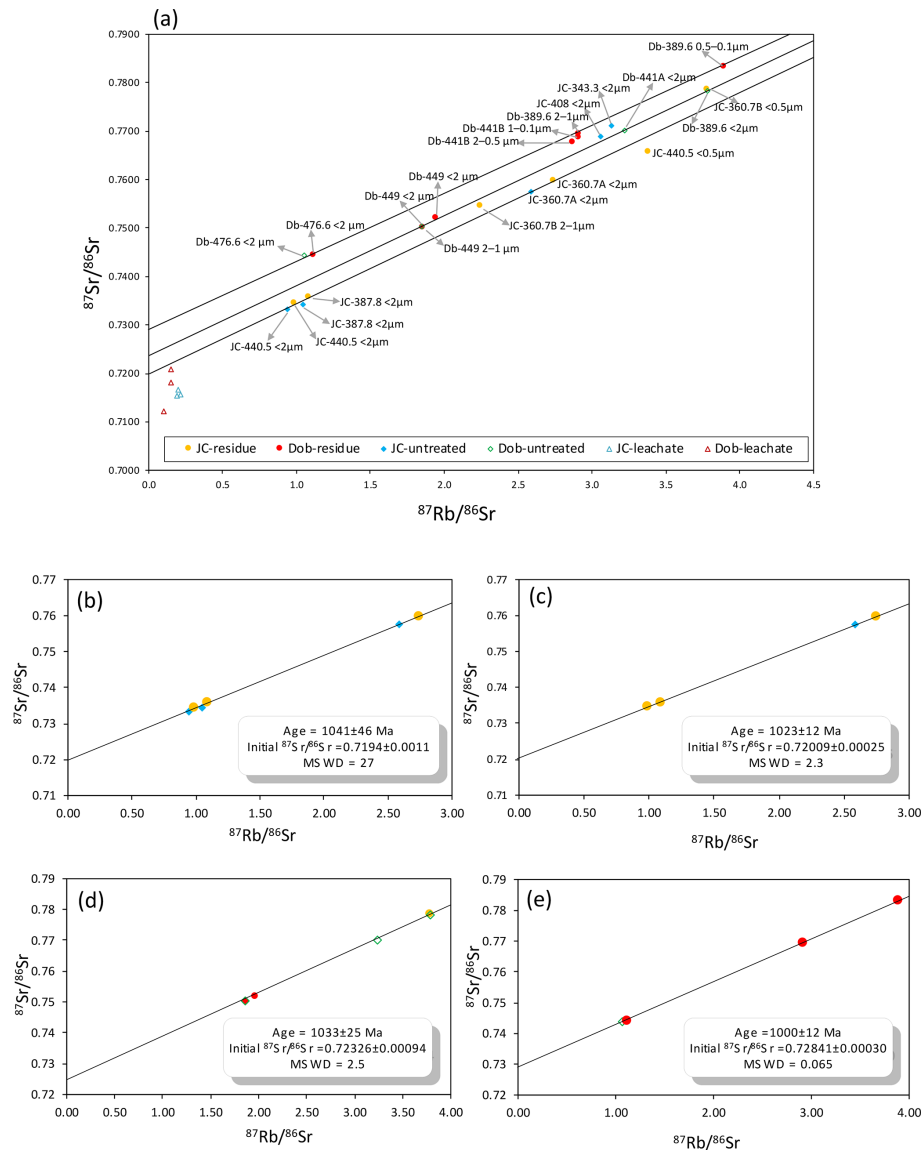 (a)
0.7900
0.7800
0.7700
0.7600
0.7500
0.7400
0.7300
0.7200
0.7100
0.7000
⁸⁷Sr/⁸⁶Sr
Db-389.6 0.5–0.1µm
Db-441A <2µm
JC-343.3 <2µm
JC-408 <2µm
Db-389.6 2–1µm
Db-441B 1–0.1µm
Db-441B 2–0.5 µm
JC-360.7B <0.5µm
Db-389.6 <2µm
JC-440.5 <0.5µm
Db-449 <2 µm
Db-449 <2 µm
JC-360.7A <2µm
JC-360.7A <2µm
Db-476.6 <2 µm
Db-476.6 <2 µm
JC-360.7B 2–1µm
Db-449 2–1 µm
JC-387.8 <2µm
JC-387.8 <2µm
JC-440.5 <2µm
JC-440.5 <2µm
JC-residue Dob-residue JC-untreated Dob-untreated JC-leachate Dob-leachate
0.0 0.5 1.0 1.5 2.0 2.5 3.0 3.5 4.0 4.5
⁸⁷Rb/⁸⁶Sr
(b)
0.77
0.76
0.75
0.74
0.73
0.72
0.71
⁸⁷Sr/⁸⁶Sr
Age = 1041±46 Ma
Initial ⁸⁷Sr/⁸⁶Sr =0.7194±0.0011
MSWD = 27
0.00 0.50 1.00 1.50 2.00 2.50 3.00
⁸⁷Rb/⁸⁶Sr
(c)
0.77
0.76
0.75
0.74
0.73
0.72
0.71
⁸⁷Sr/⁸⁶Sr
Age = 1023±12 Ma
Initial ⁸⁷Sr/⁸⁶Sr =0.72009±0.00025
MSWD = 2.3
0.00 0.50 1.00 1.50 2.00 2.50 3.00
⁸⁷Rb/⁸⁶Sr
(d)
0.79
0.78
0.77
0.76
0.75
0.74
0.73
0.72
⁸⁷Sr/⁸⁶Sr
Age = 1033±25 Ma
Initial ⁸⁷Sr/⁸⁶Sr =0.72326±0.00094
MSWD = 2.5
0.00 0.50 1.00 1.50 2.00 2.50 3.00 3.50 4.00
⁸⁷Rb/⁸⁶Sr
(e)
0.79
0.78
0.77
0.76
0.75
0.74
0.73
0.72
⁸⁷Sr/⁸⁶Sr
Age =1000±12 Ma
Initial ⁸⁷Sr/⁸⁶Sr =0.72841±0.00030
MSWD = 0.065
0.00 1.00 2.00 3.00 4.00
⁸⁷Rb/⁸⁶Sr